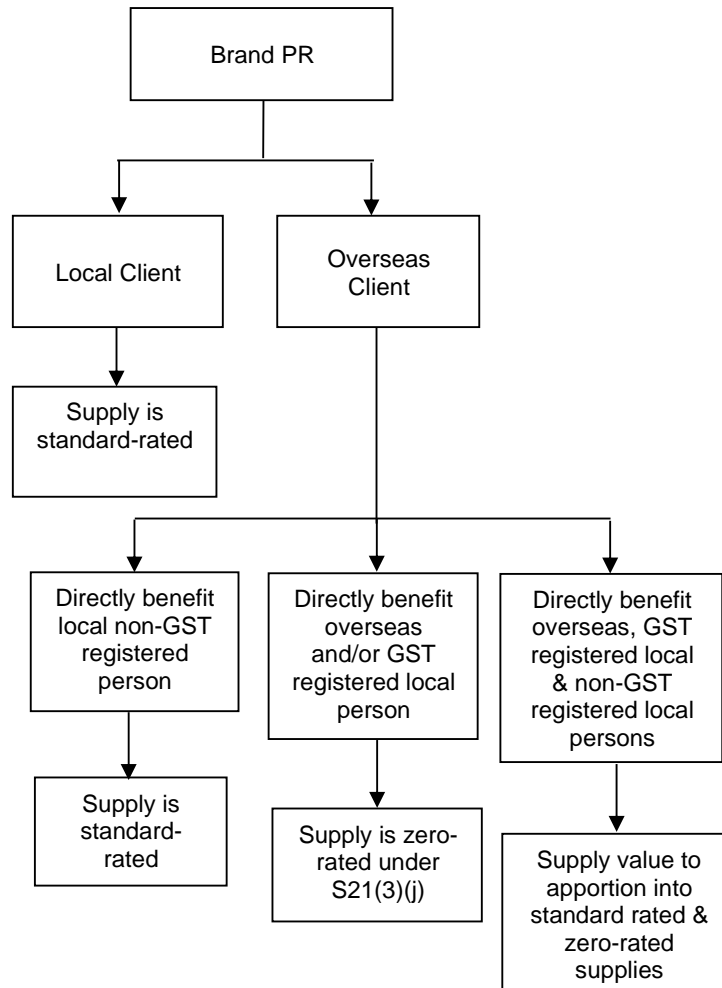 Brand PR
Local Client
Overseas
Client
Supply is
standard-rated
Directly benefit
local non-GST
registered
person
Directly benefit
overseas
and/or GST
registered local
person
Directly benefit
overseas, GST
registered local
& non-GST
registered local
persons
Supply is
standard-
rated
Supply is zero-
rated under
S21(3)(j)
Supply value to
apportion into
standard rated &
zero-rated
supplies